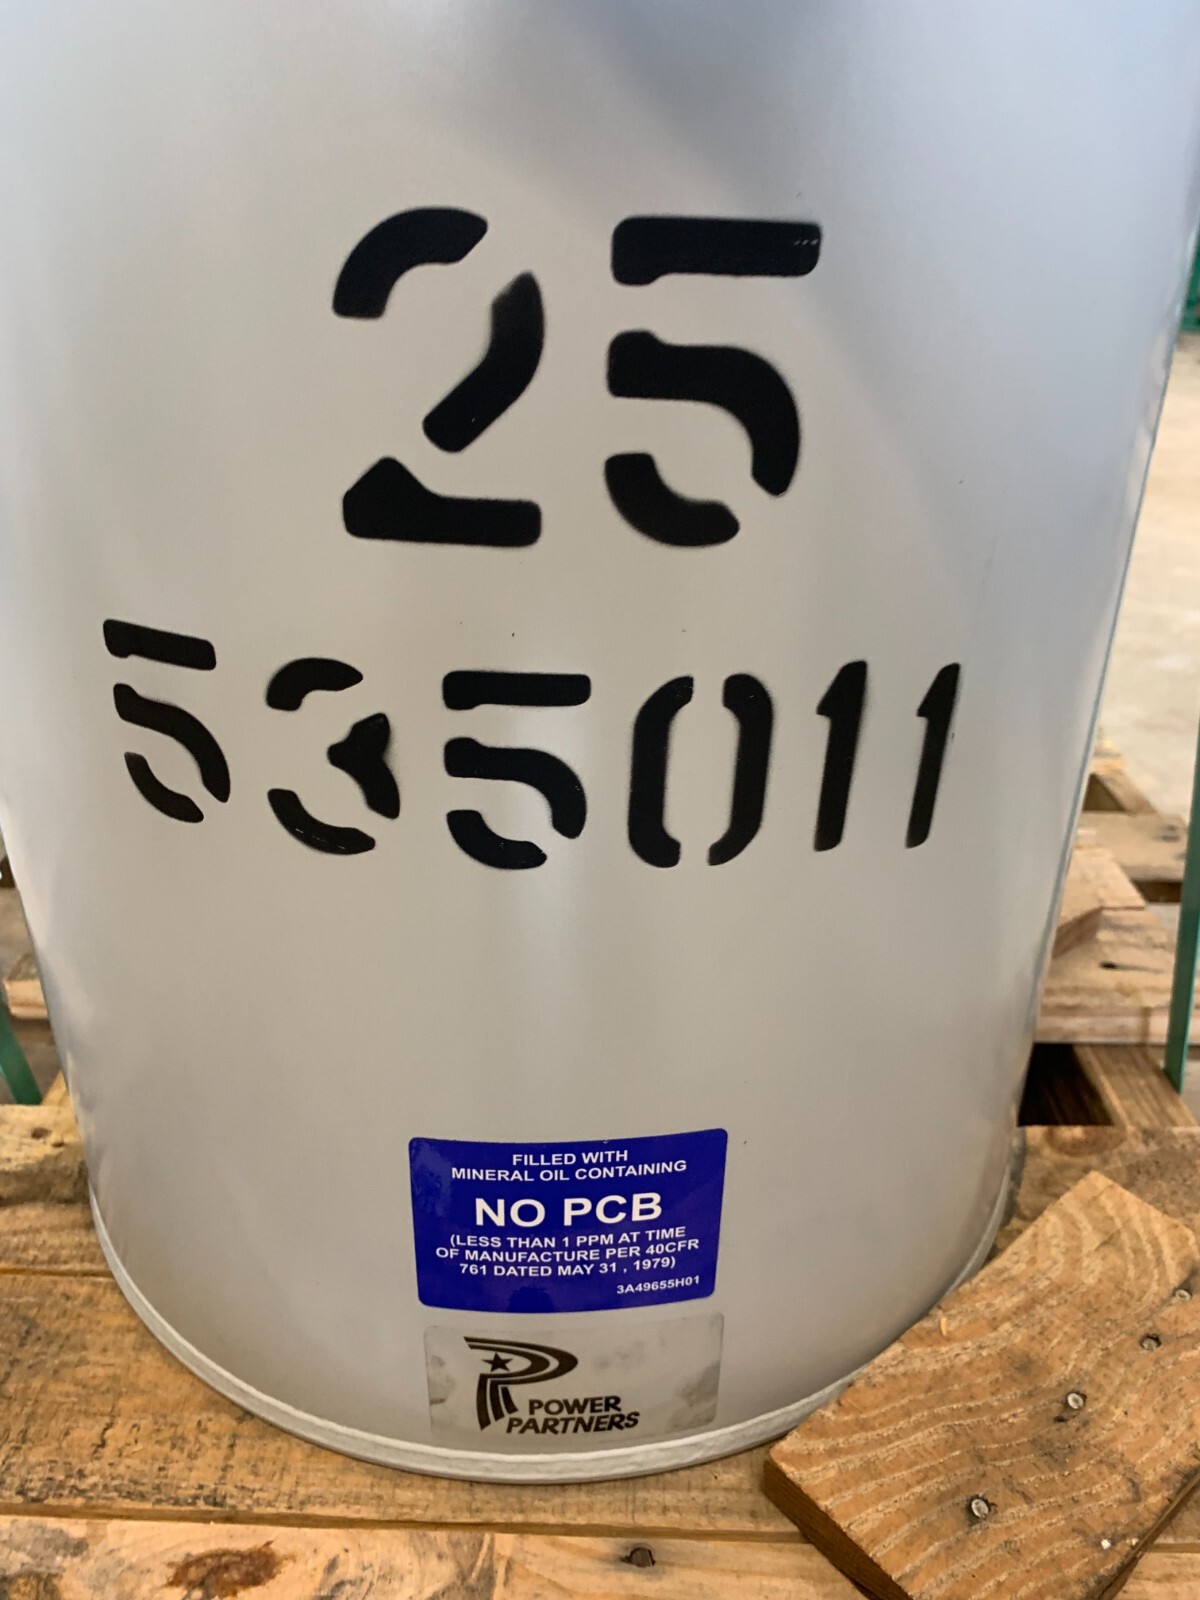 25
535011
FILLED WITH
MINERAL OIL CONTAINING
NO PCB
(LESS THAN 1 PPM AT TIME
OF MANUFACTURE PER 40CFR
761 DATED MAY 31 , 1979)
3A49655H01
POWER
PARTNERS